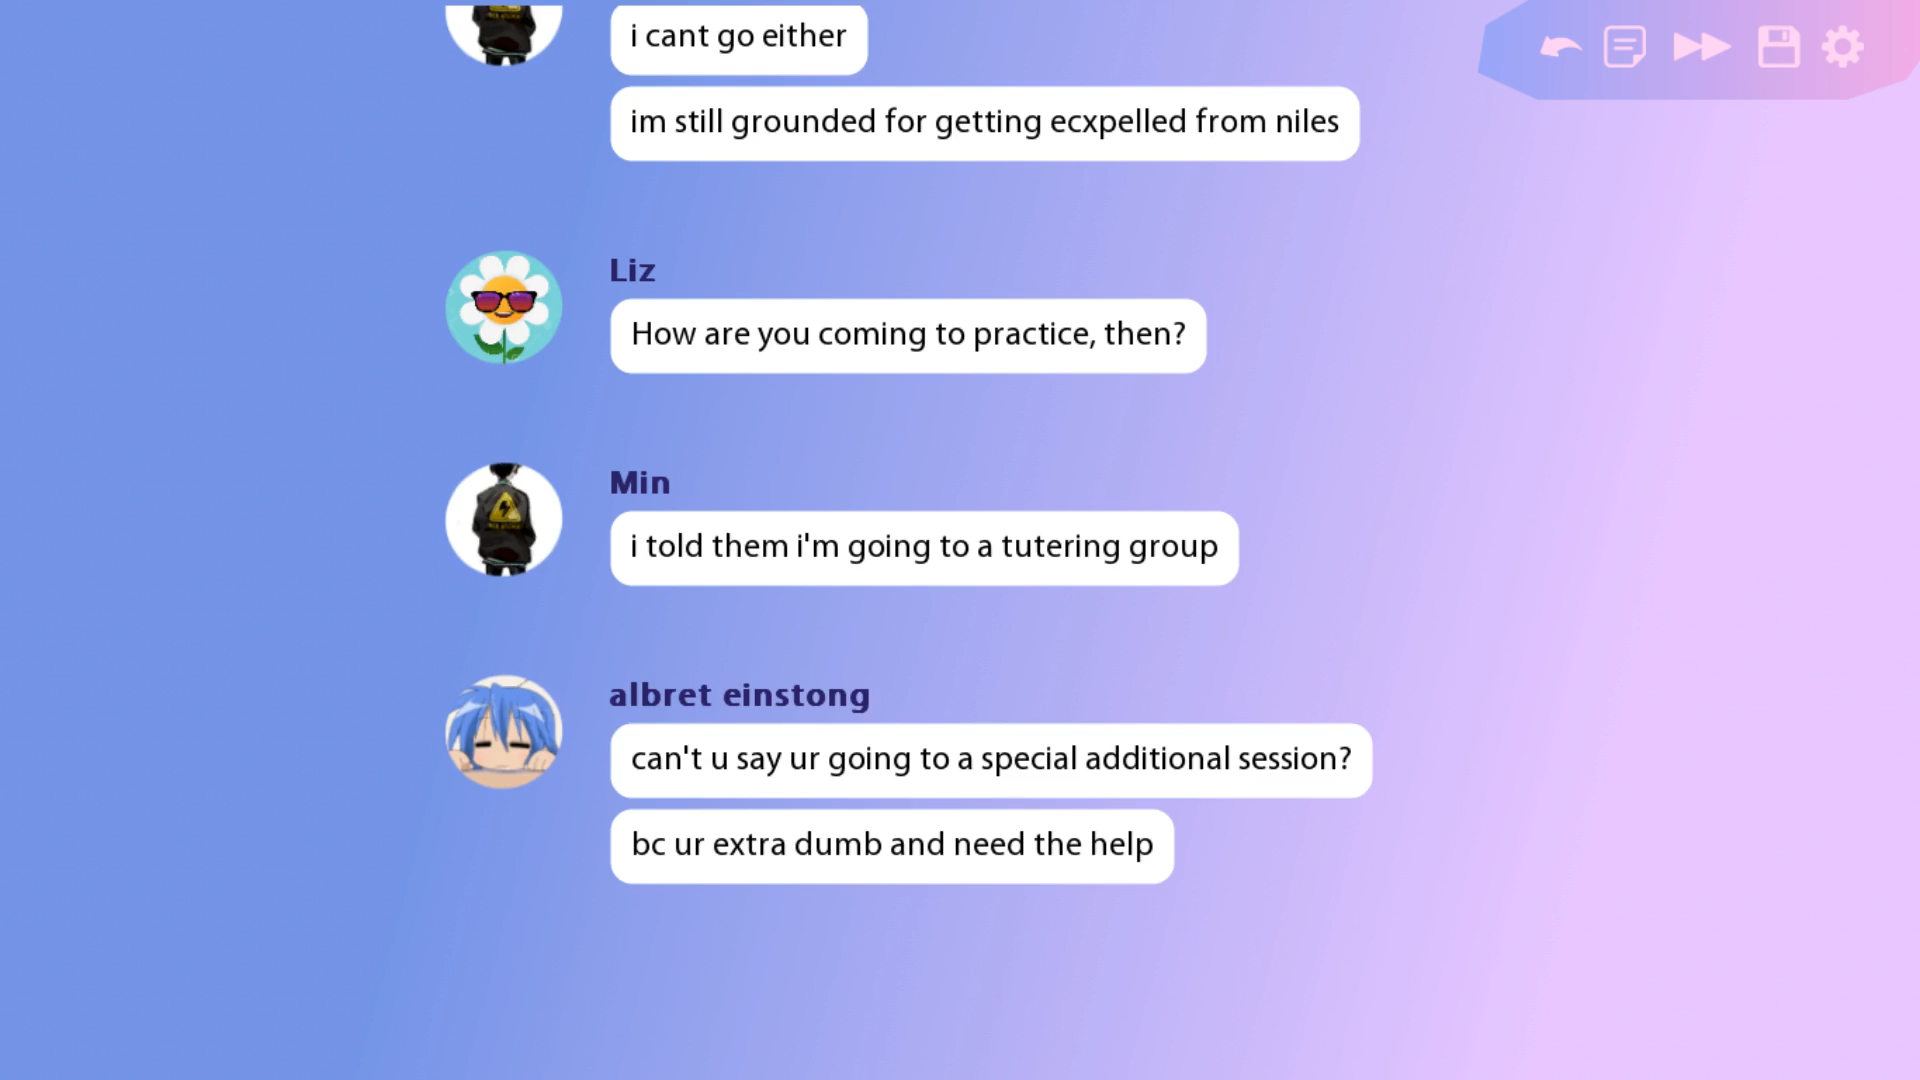 i cant go either
im still grounded for getting ecxpelled from niles
Liz
How are you coming to practice, then?
Min
i told them i'm going to a tutering group
albret einstong
can't u say ur going to a special additional session?
bc ur extra dumb and need the help